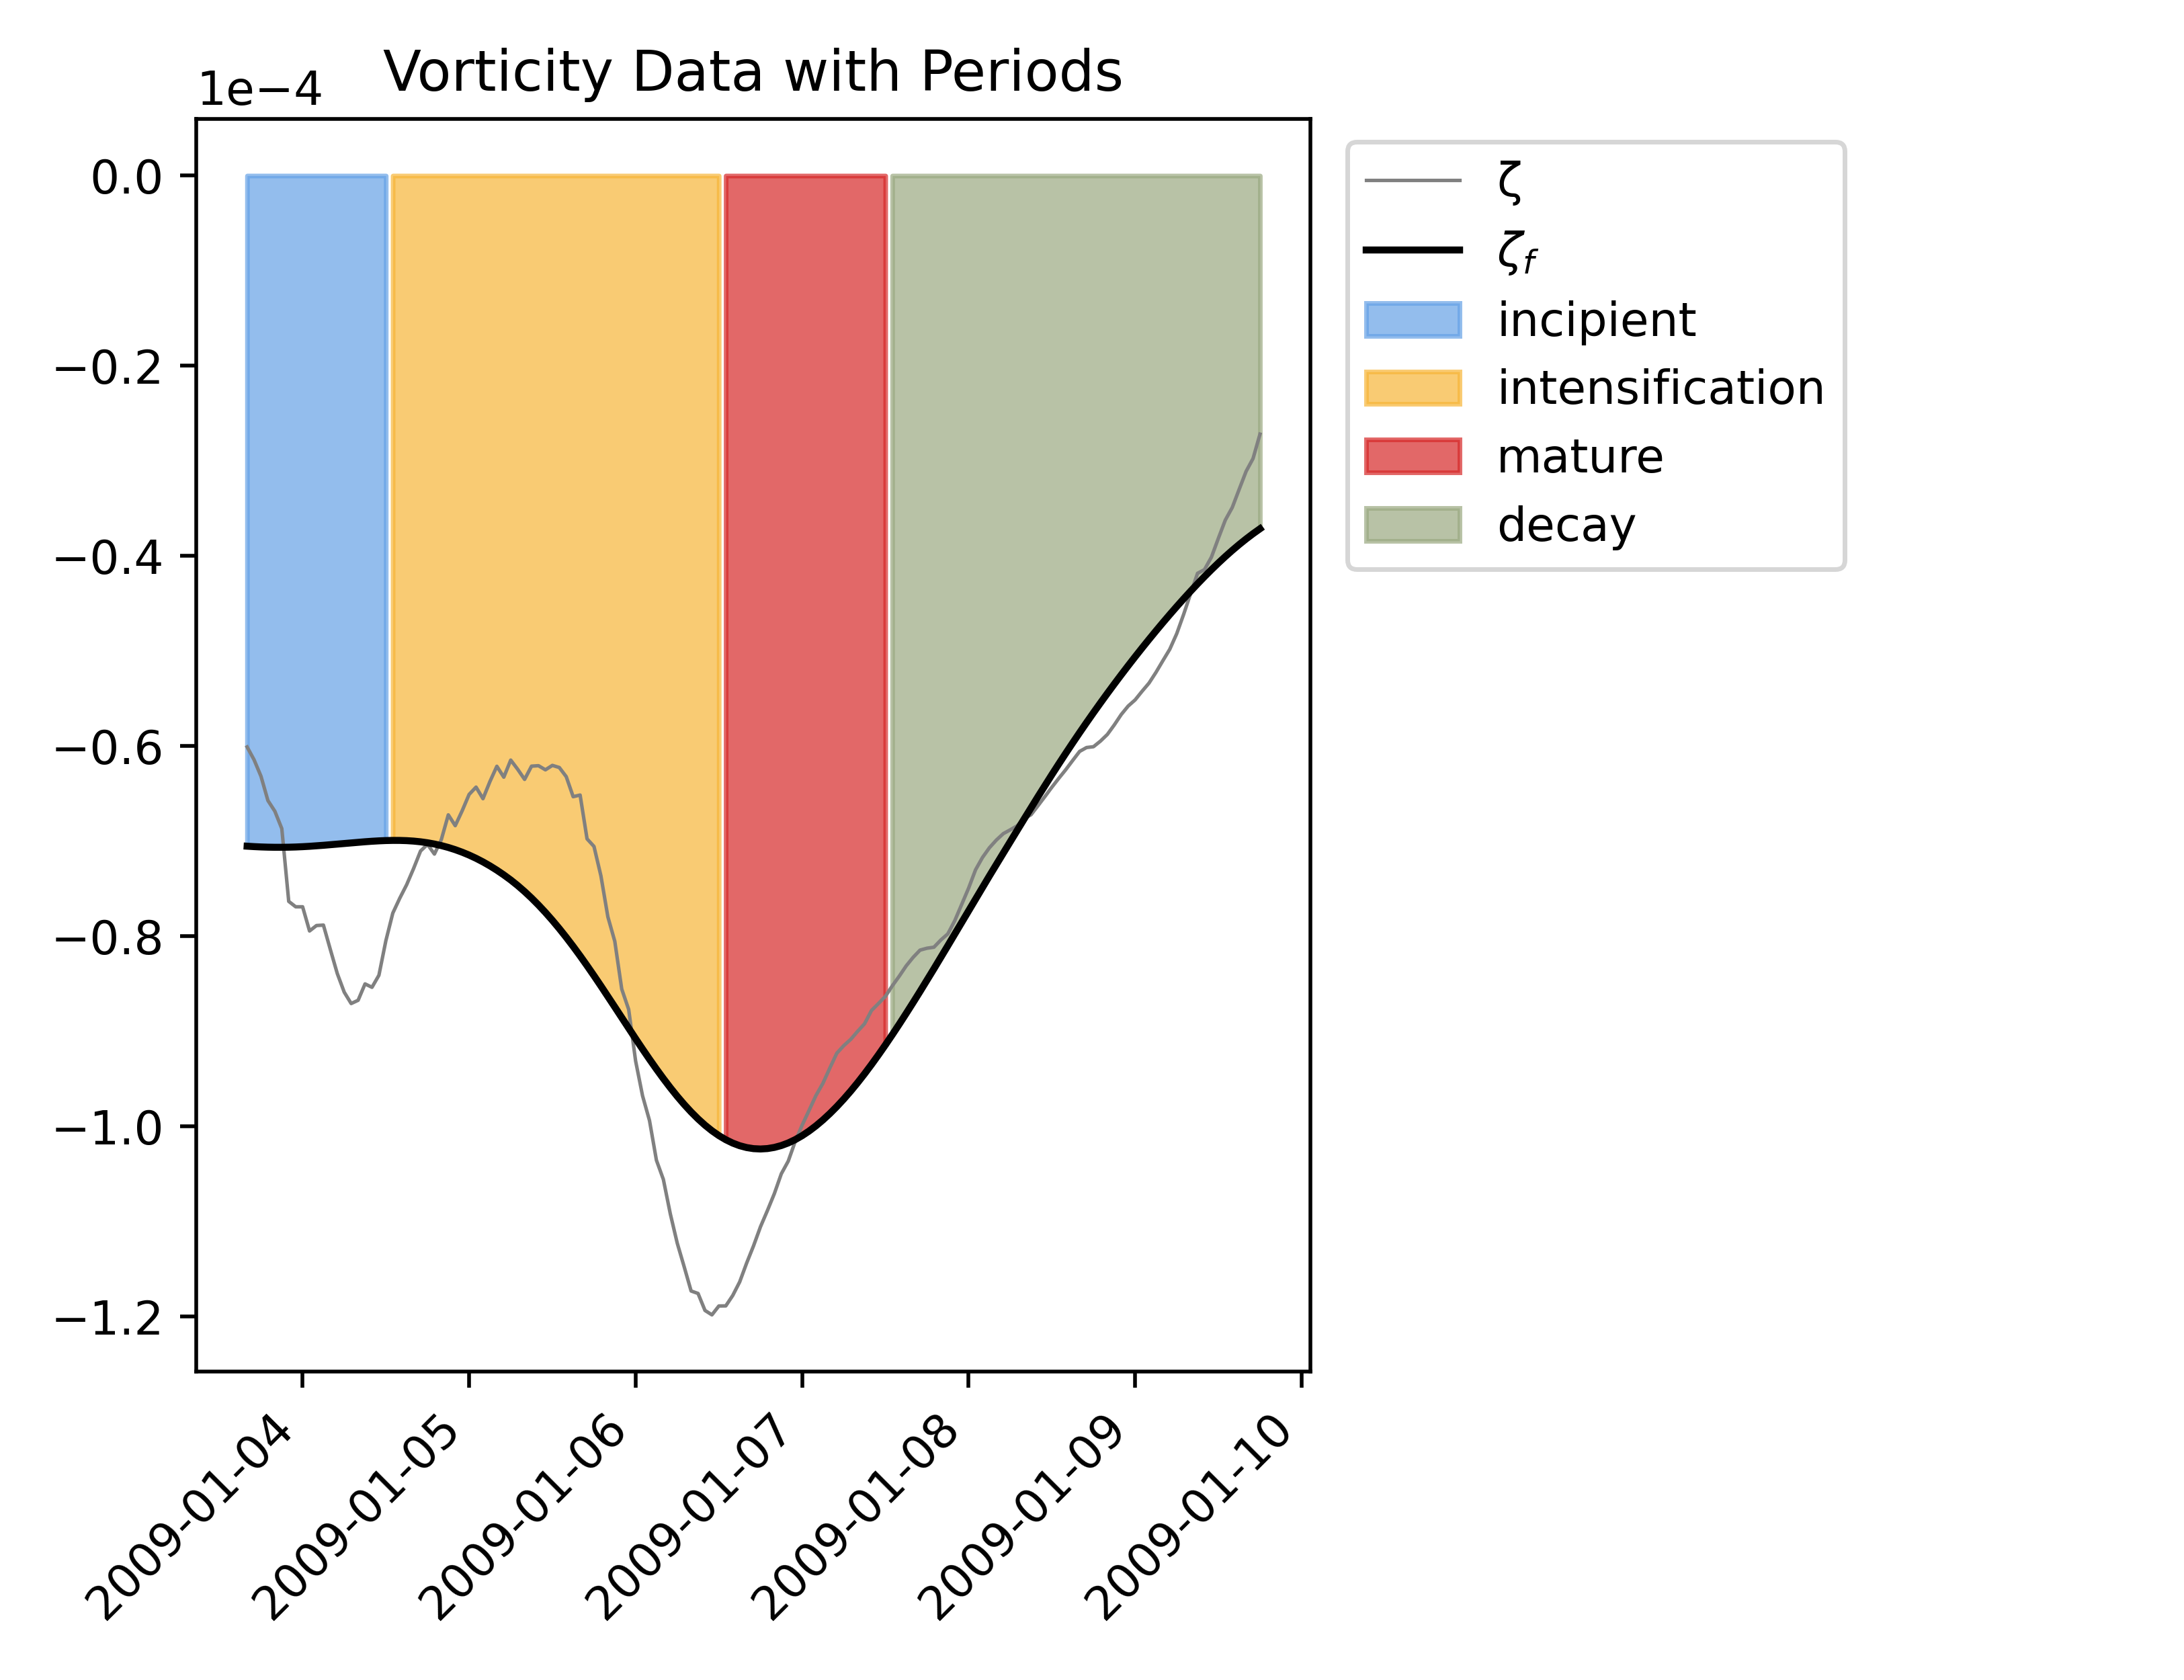 Vorticity Data with Periods
1e−4
0.0
−0.2
−0.4
−0.6
−0.8
−1.0
−1.2
2009-01-04
2009-01-05
2009-01-06
2009-01-07
2009-01-08
2009-01-09
2009-01-10
ζ
ζf
incipient
intensification
mature
decay